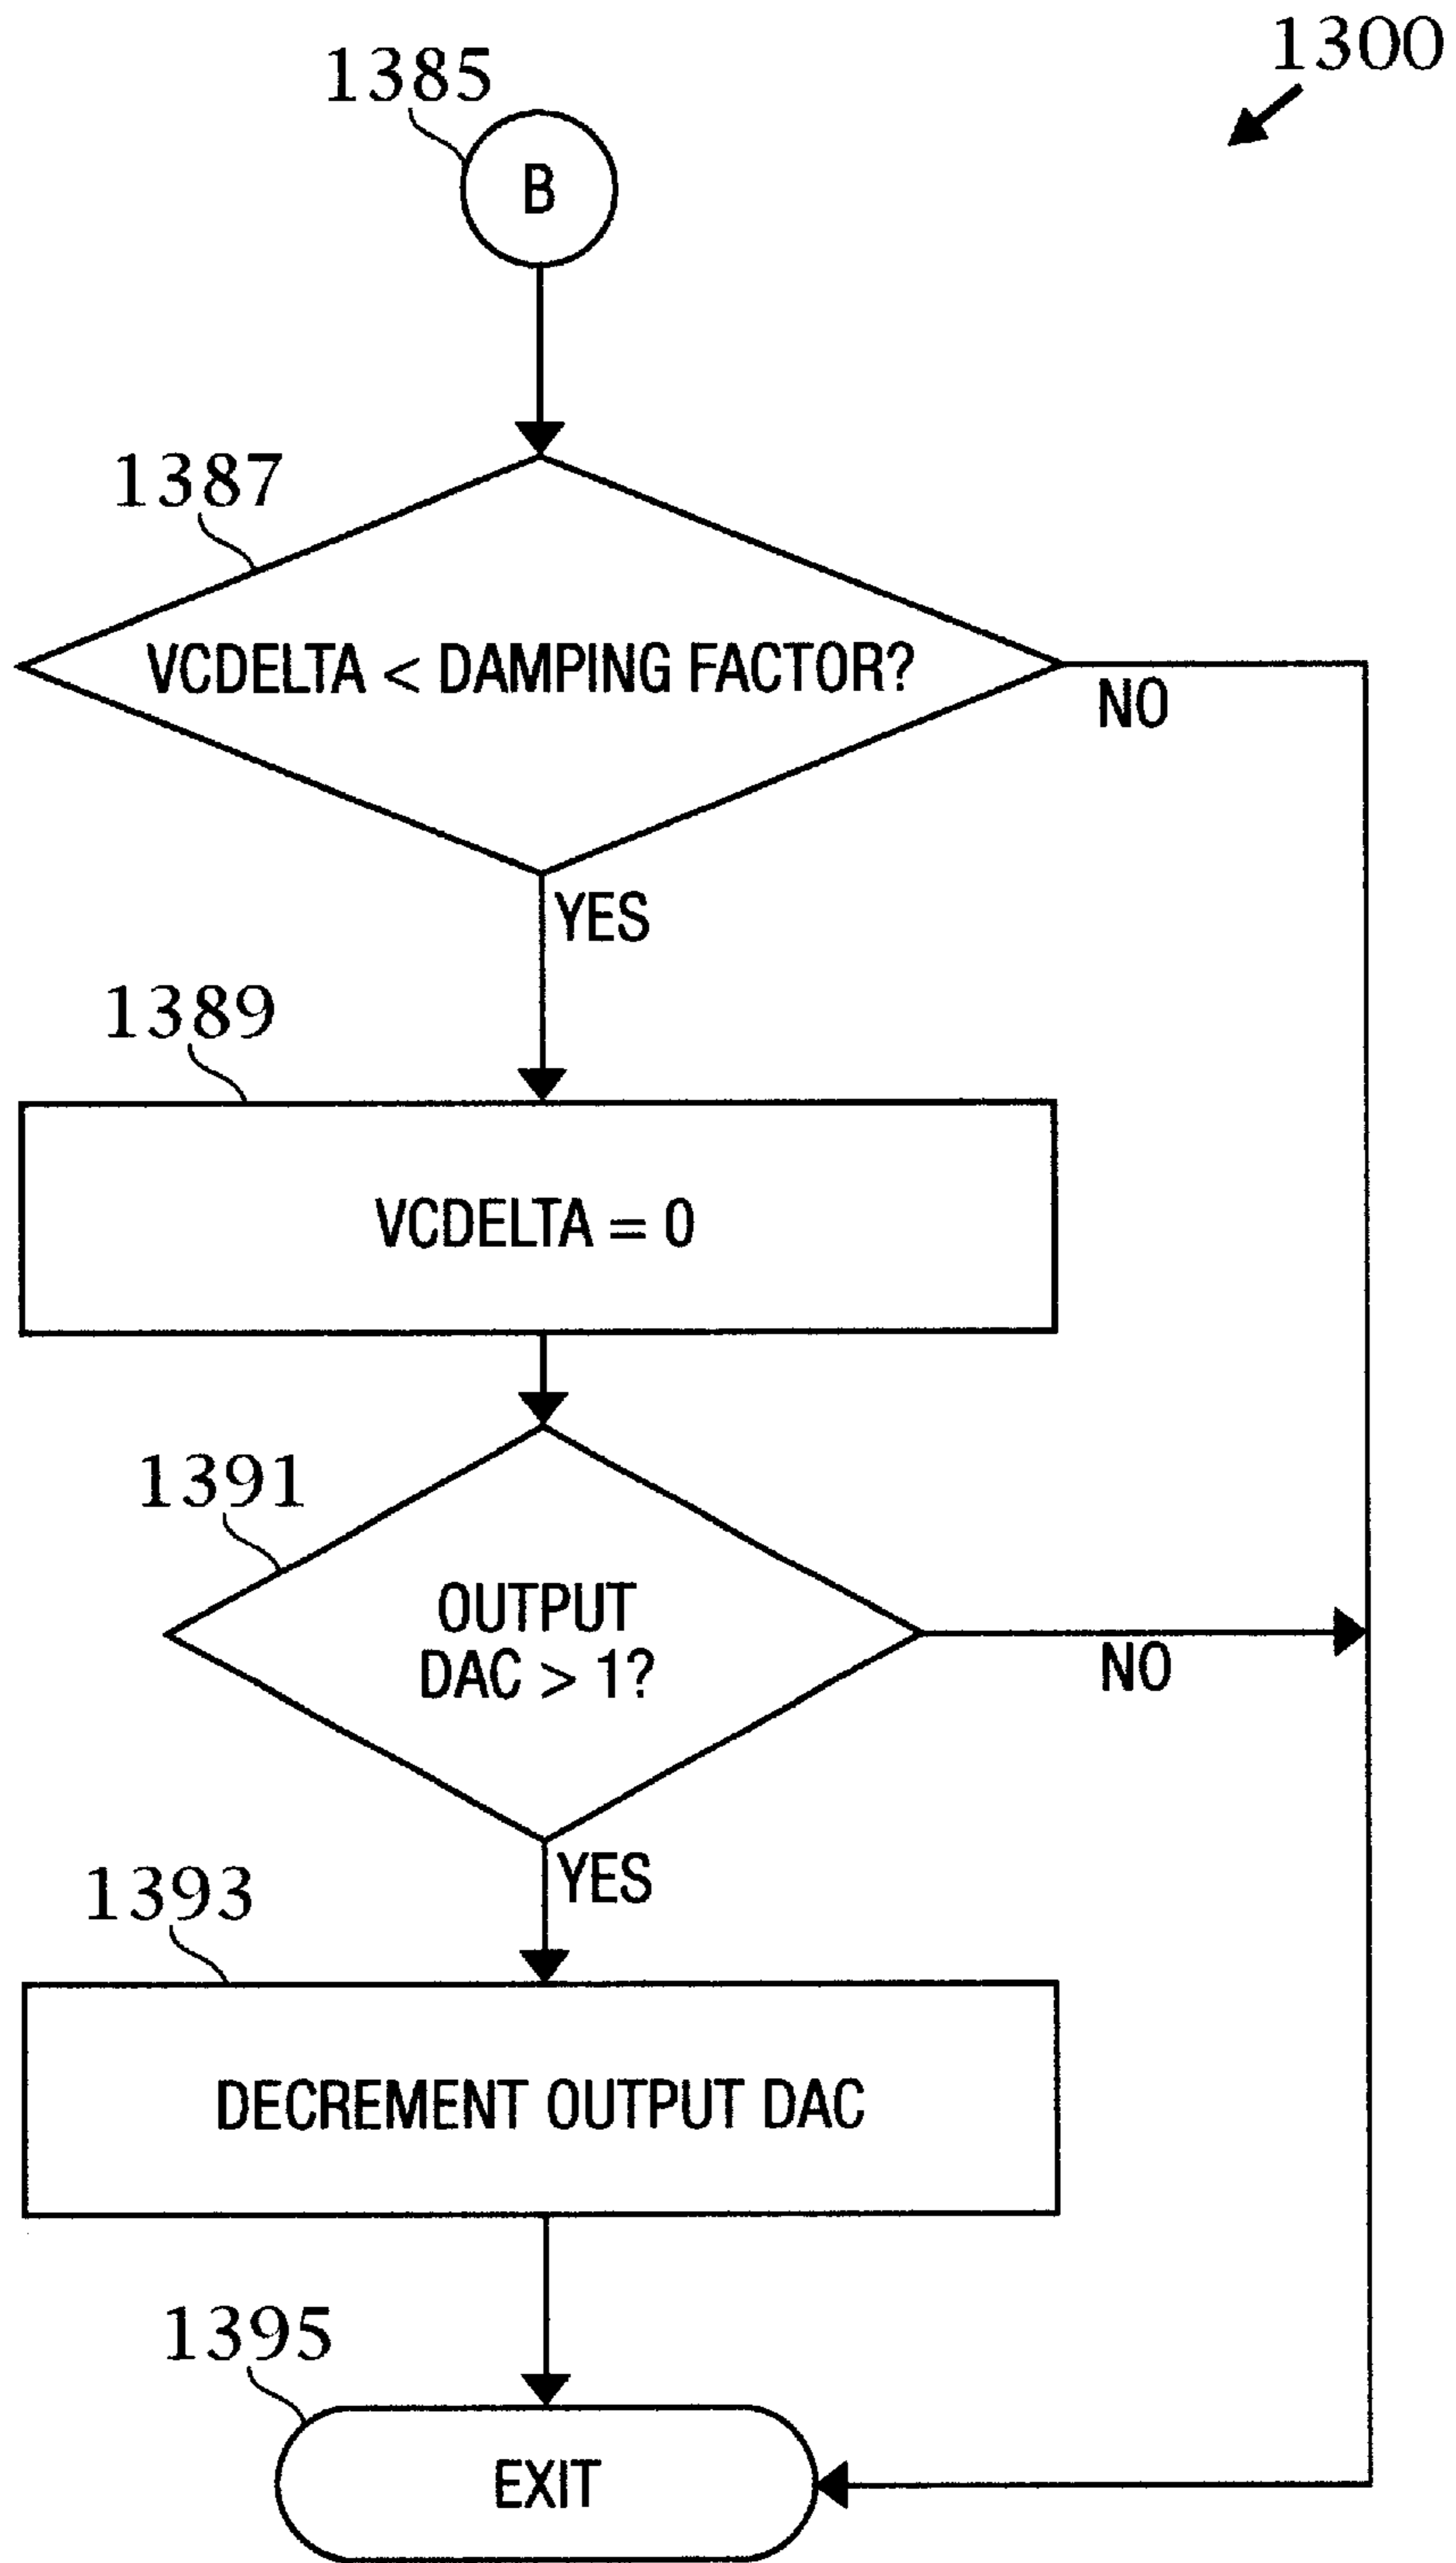 1300
1385
B
1387
VCDELTA < DAMPING FACTOR?
NO
YES
1389
VCDELTA = 0
1391
OUTPUT
DAC > 1?
NO
YES
1393
DECREMENT OUTPUT DAC
1395
EXIT